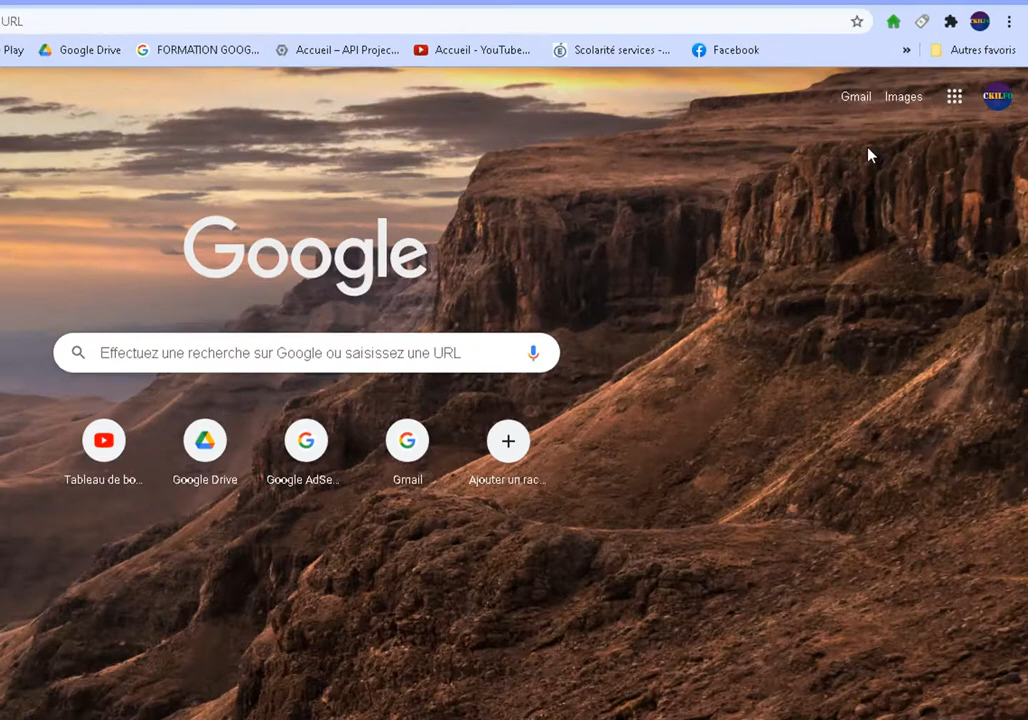 URL
Play
Google Drive
FORMATION GOOG...
Accueil – API Projec...
Accueil - YouTube...
Scolarité services -...
Facebook
»
Autres favoris
Gmail
Images
Google
Effectuez une recherche sur Google ou saisissez une URL
Tableau de bo...
Google Drive
Google AdSe...
Gmail
Ajouter un rac...